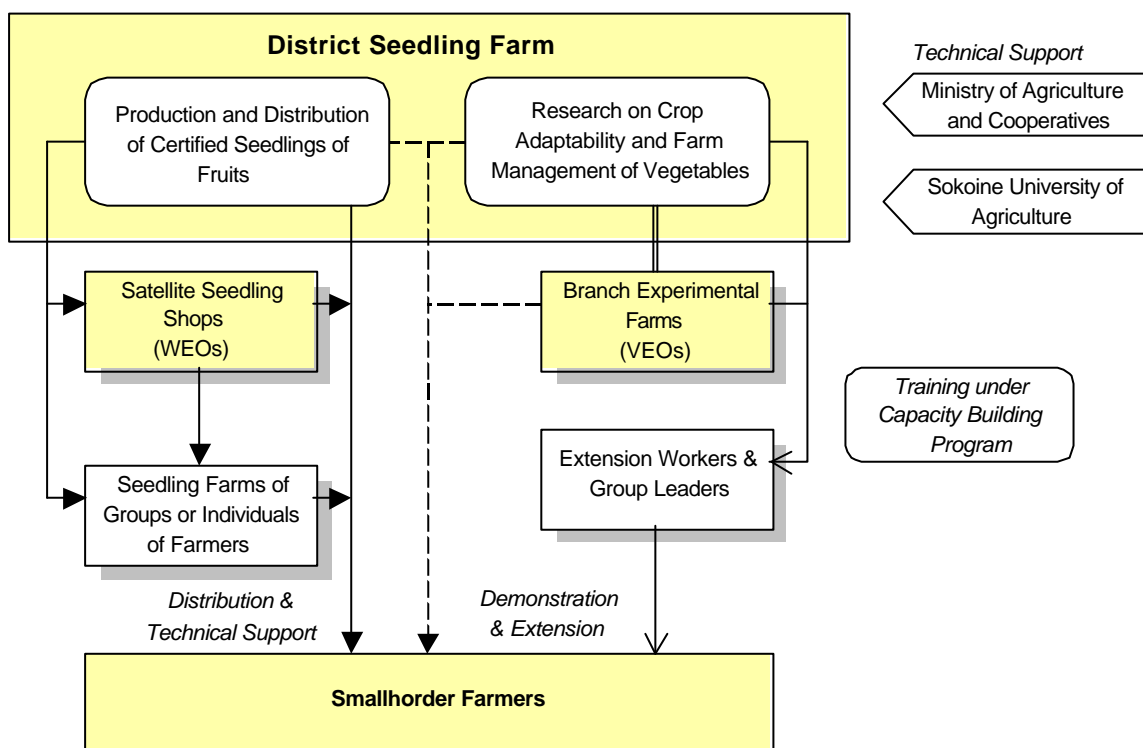 District Seedling Farm
Technical Support
Production and Distribution
of Certified Seedlings of
Fruits
Research on Crop
Adaptability and Farm
Management of Vegetables
Ministry of Agriculture
and Cooperatives
Sokoine University of
Agriculture
Satellite Seedling
Shops
(WEOs)
Branch Experimental
Farms
(VEOs)
Training under
Capacity Building
Program
Seedling Farms of
Groups or Individuals
of Farmers
Extension Workers &
Group Leaders
Distribution &
Technical Support
Demonstration
& Extension
Smallhorder Farmers